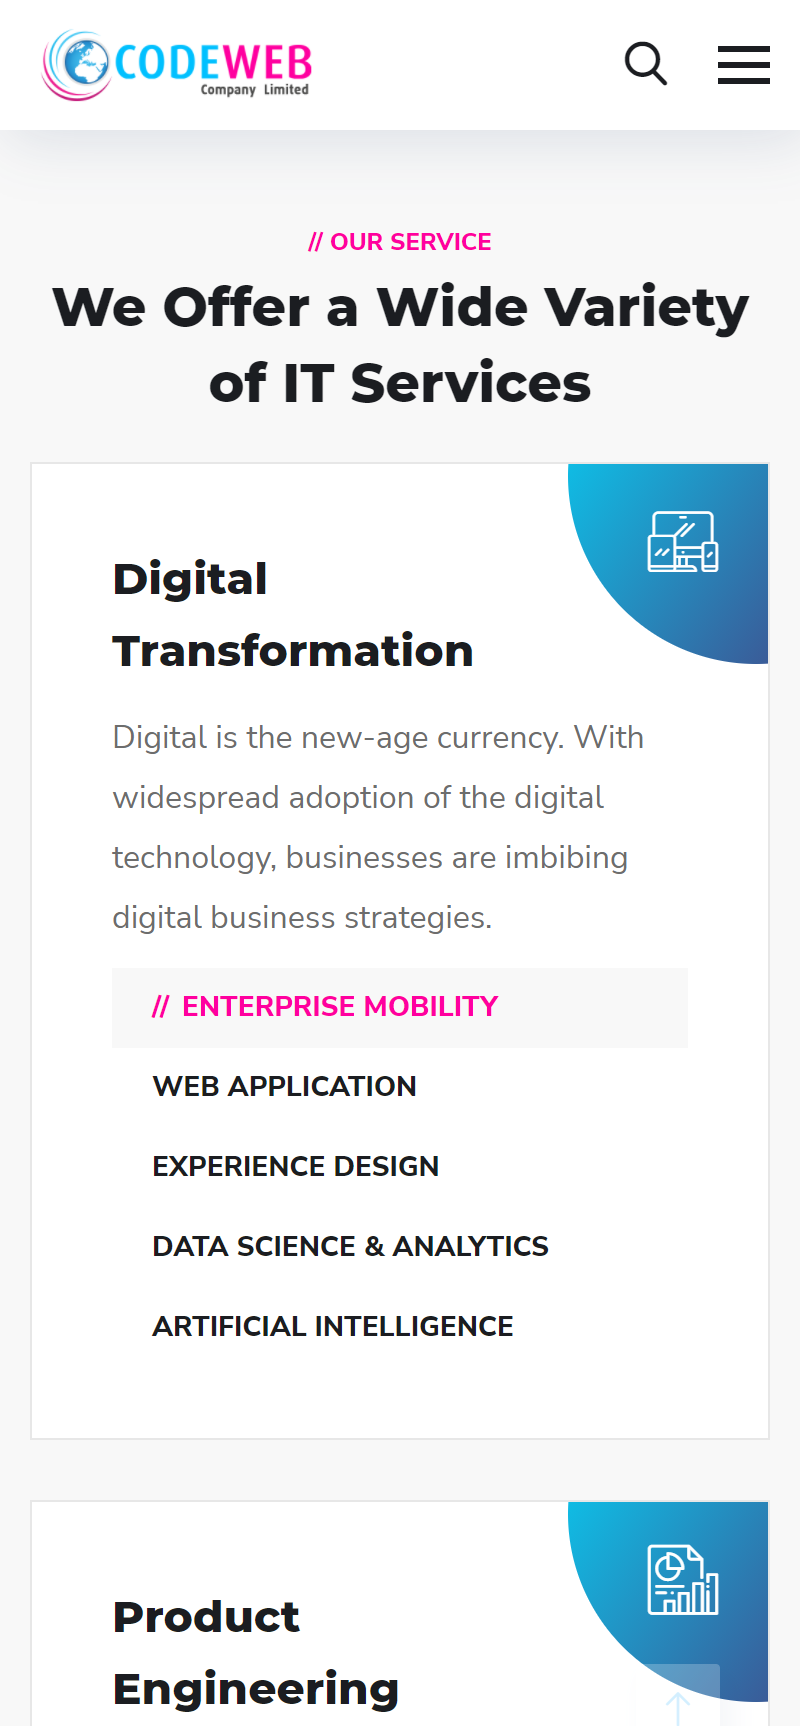 CODEWEB
Company Limited
// OUR SERVICE
We Offer a Wide Variety
of IT Services
Digital
Transformation
Digital is the new-age currency. With
widespread adoption of the digital
technology, businesses are imbibing
digital business strategies.
// ENTERPRISE MOBILITY
WEB APPLICATION
EXPERIENCE DESIGN
DATA SCIENCE & ANALYTICS
ARTIFICIAL INTELLIGENCE
Product
Engineering